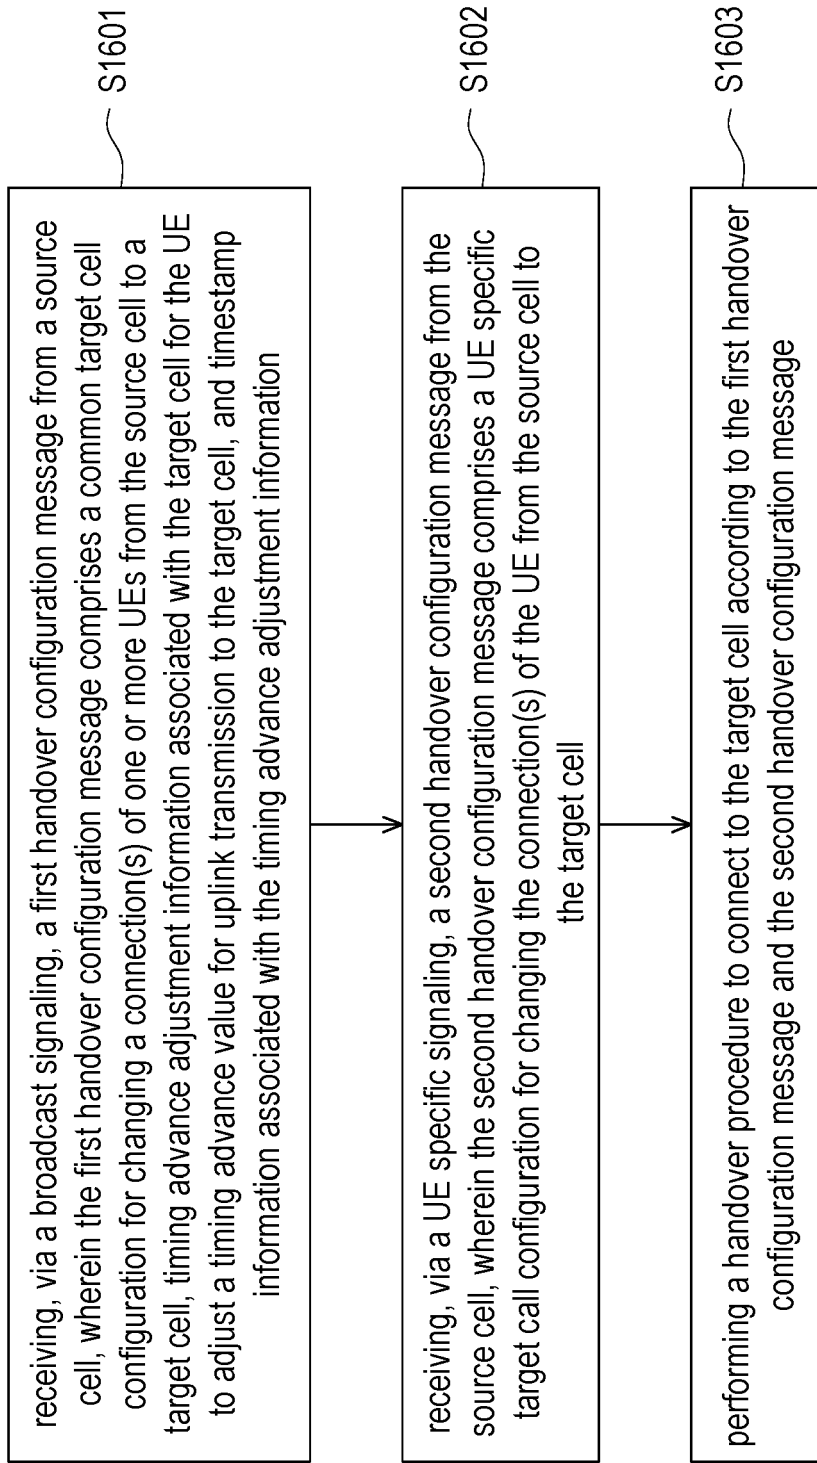 receiving, via a broadcast signaling, a first handover configuration message from a source
cell, wherein the first handover configuration message comprises a common target cell
configuration for changing a connection(s) of one or more UEs from the source cell to a
target cell, timing advance adjustment information associated with the target cell for the UE
to adjust a timing advance value for uplink transmission to the target cell, and timestamp
information associated with the timing advance adjustment information
S1601
receiving, via a UE specific signaling, a second handover configuration message from the
source cell, wherein the second handover configuration message comprises a UE specific
target call configuration for changing the connection(s) of the UE from the source cell to
the target cell
S1602
performing a handover procedure to connect to the target cell according to the first handover
configuration message and the second handover configuration message
S1603